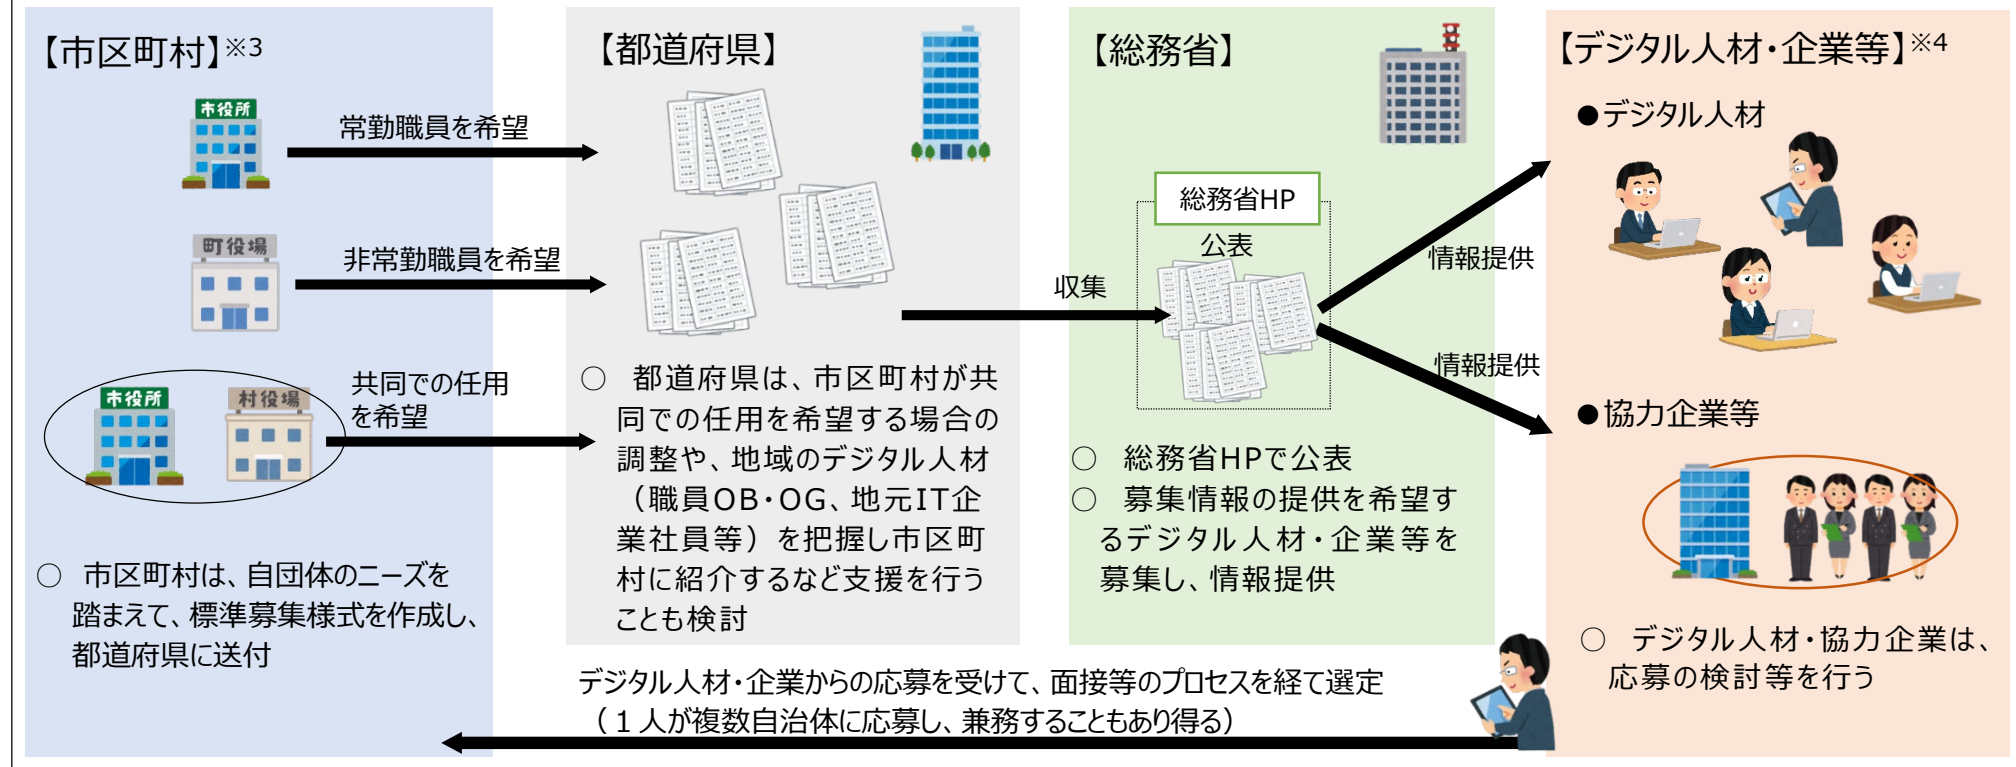 【市区町村】※3
市役所
常勤職員を希望
町役場
非常勤職員を希望
市役所
村役場
共同での任用
を希望
○ 市区町村は、自団体のニーズを
踏まえて、標準募集様式を作成し、
都道府県に送付
【都道府県】
○ 都道府県は、市区町村が共
同での任用を希望する場合の
調整や、地域のデジタル人材
（職員OB・OG、地元IT企
業社員等）を把握し市区町
村に紹介するなど支援を行う
ことも検討
収集
【総務省】
総務省HP
公表
○ 総務省HPで公表
○ 募集情報の提供を希望す
るデジタル人材・企業等を
募集し、情報提供
情報提供
情報提供
【デジタル人材・企業等】※4
●デジタル人材
●協力企業等
○ デジタル人材・協力企業は、
応募の検討等を行う
デジタル人材・企業からの応募を受けて、面接等のプロセスを経て選定
（１人が複数自治体に応募し、兼務することもあり得る）